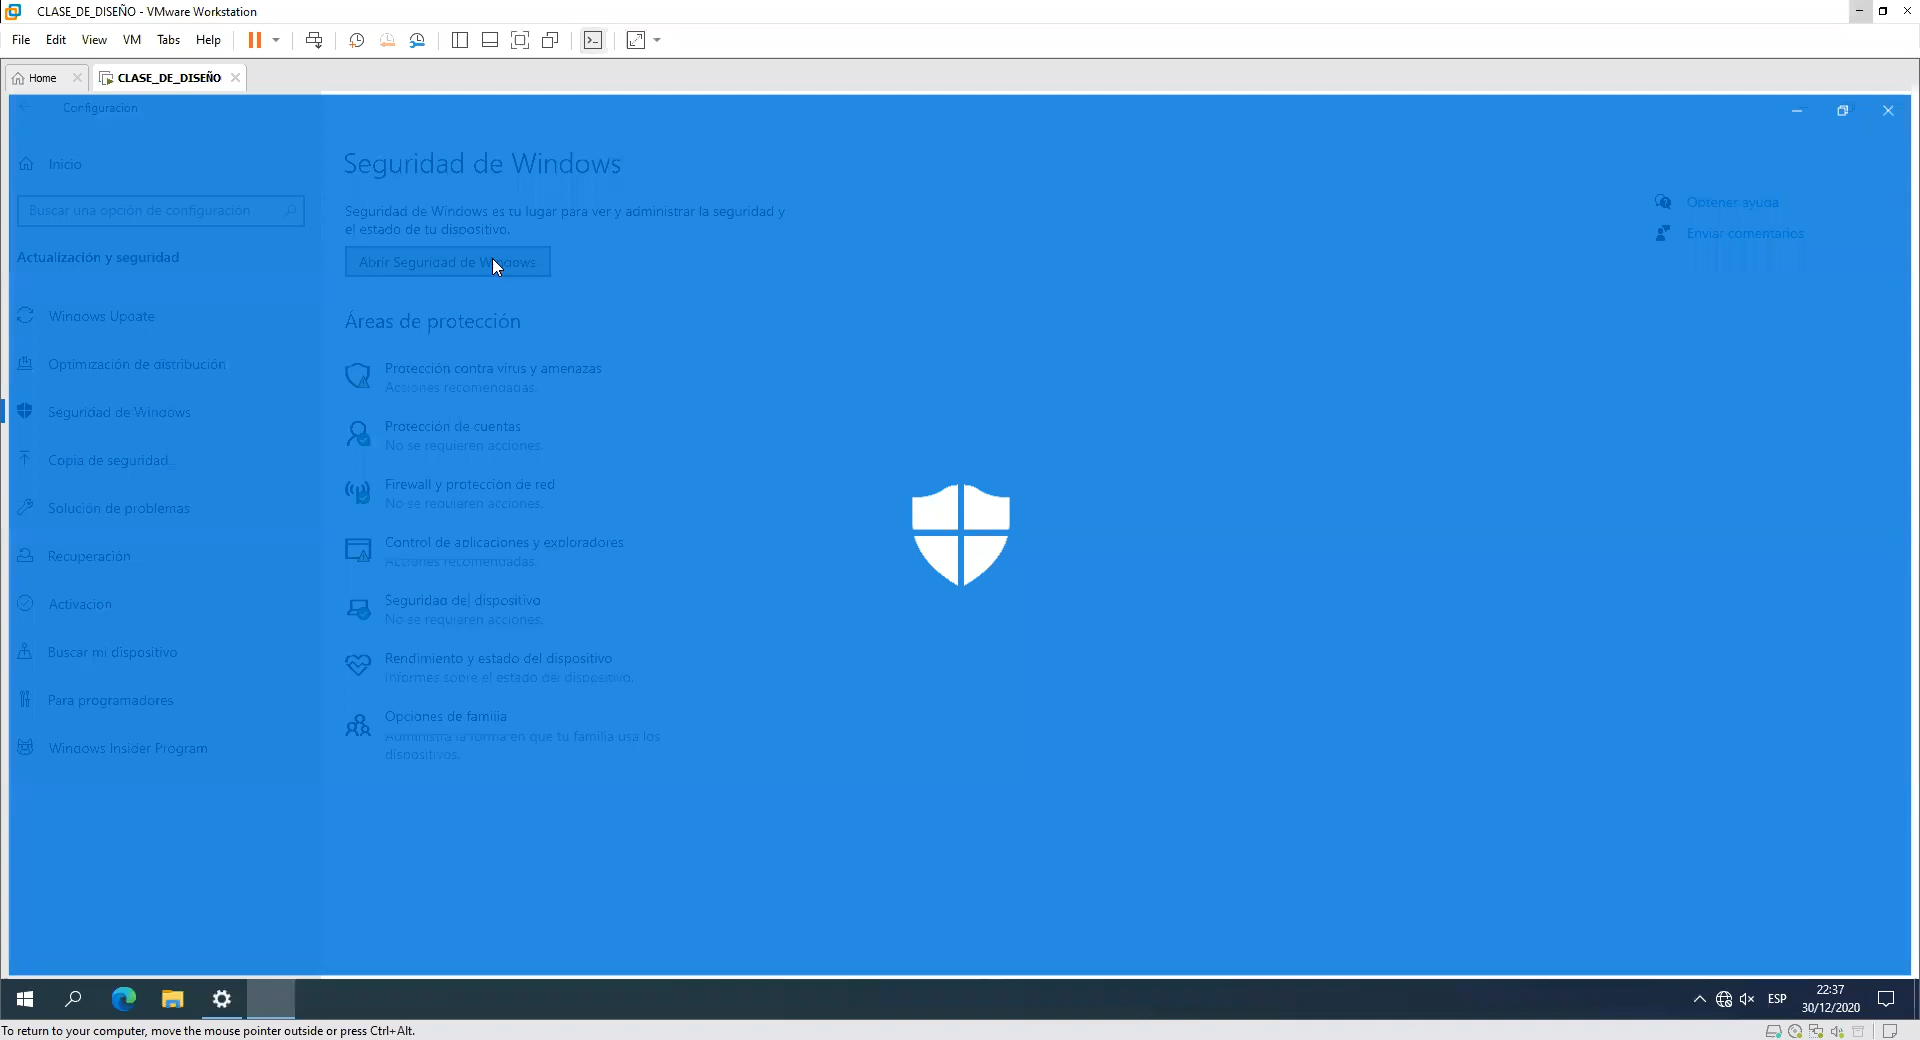 CLASE_DE_DISEÑO - VMware Workstation
File Edit View VM Tabs Help
Home
CLASE_DE_DISEÑO
Configuración
Inicio
Buscar una opción de configuración
Actualización y seguridad
Windows Update
Optimización de distribución
Seguridad de Windows
Copia de seguridad
Solución de problemas
Recuperación
Activación
Buscar mi dispositivo
Para programadores
Windows Insider Program
Seguridad de Windows
Seguridad de Windows es tu lugar para ver y administrar la seguridad y
el estado de tu dispositivo.
Abrir Seguridad de Windows
Áreas de protección
Protección contra virus y amenazas
Acciones recomendadas.
Protección de cuentas
No se requieren acciones.
Firewall y protección de red
No se requieren acciones.
Control de aplicaciones y exploradores
Acciones recomendadas.
Seguridad del dispositivo
No se requieren acciones.
Rendimiento y estado del dispositivo
Informes sobre el estado del dispositivo.
Opciones de familia
Administra la forma en que tu familia usa los
dispositivos.
Obtener ayuda
Enviar comentarios
ESP
22:37
30/12/2020
To return to your computer, move the mouse pointer outside or press Ctrl+Alt.